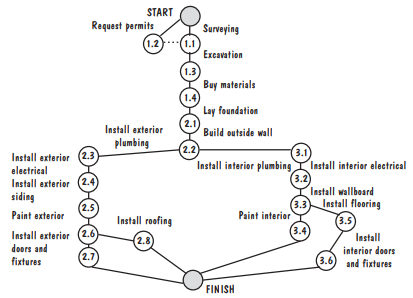 START
Request permits
Surveying
1.2
1.1
Excavation
1.3
Buy materials
1.4
Lay foundation
2.1
Install exterior
plumbing
Build outside wall
2.2
Install exterior
electrical
2.3
3.1
Install interior plumbing
Install interior electrical
Install exterior
siding
2.4
3.2
Install wallboard
Paint exterior
2.5
3.3
Install flooring
Install roofing
Paint interior
3.5
Install exterior
doors and
fixtures
2.6
2.8
3.4
Install
interior doors
and fixtures
2.7
3.6
FINISH